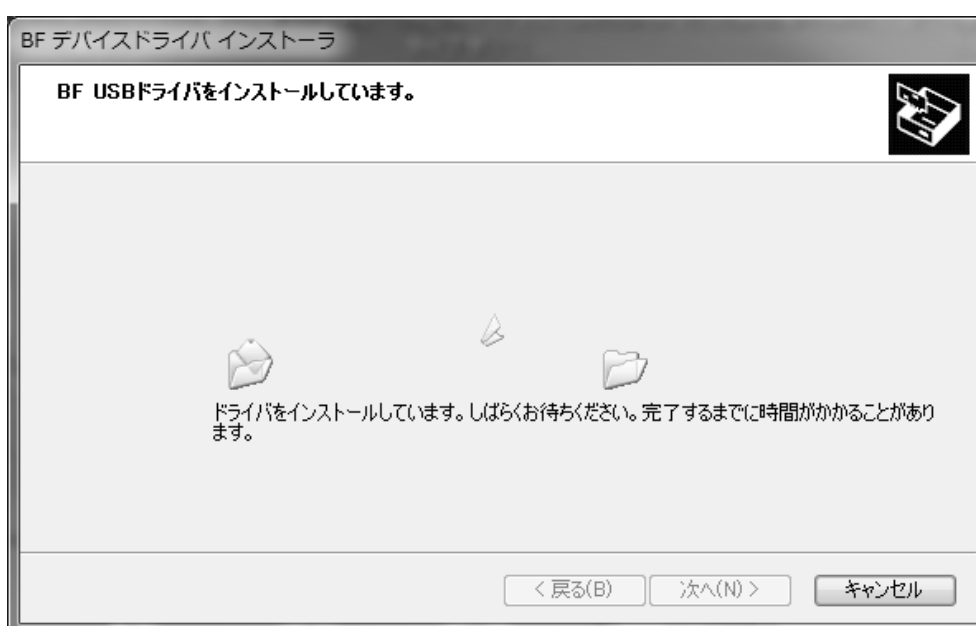 BF デバイスドライバ インストーラ
BF USBドライバをインストールしています。
ドライバをインストールしています。しばらくお待ちください。完了するまでに時間がかかることがあり
ます。
< 戻る(B)
次へ(N) >
キャンセル